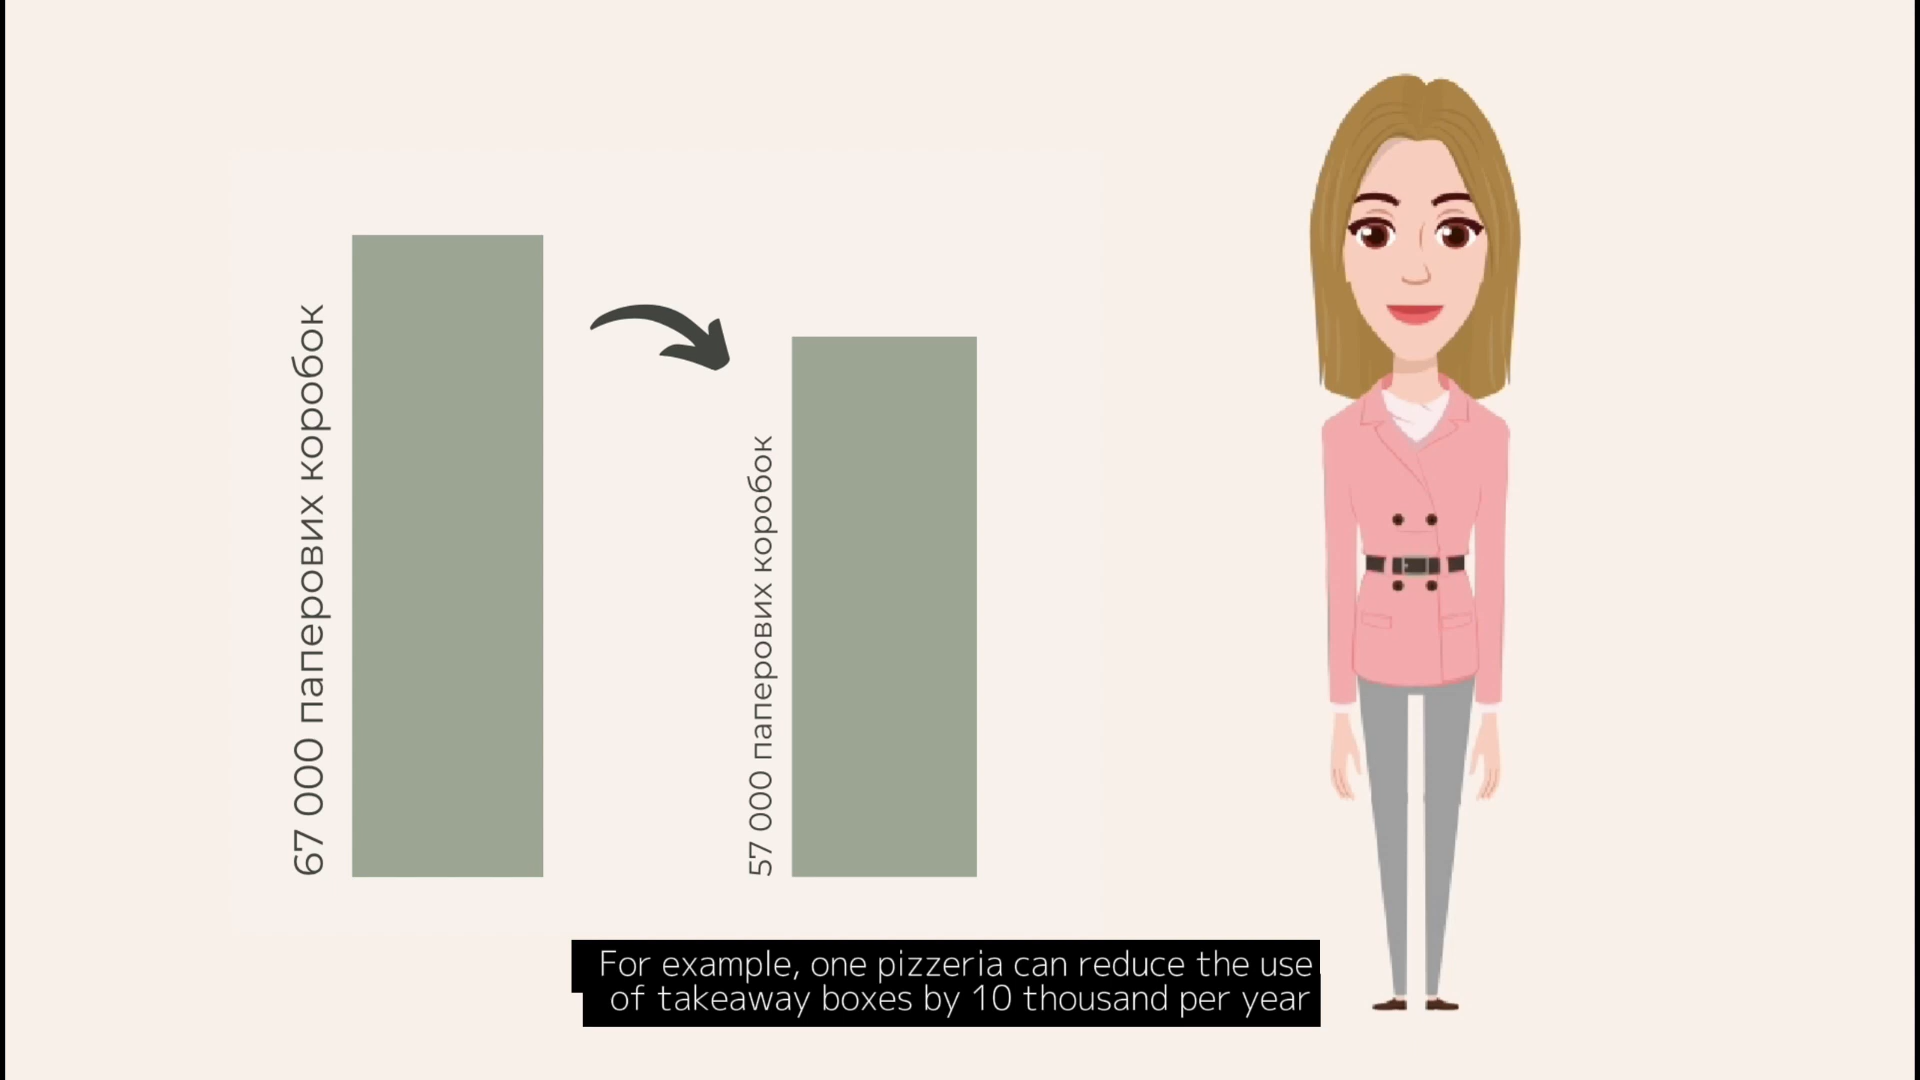 67 000 паперових коробок
57 000 паперових коробок
For example, one pizzeria can reduce the use
of takeaway boxes by 10 thousand per year